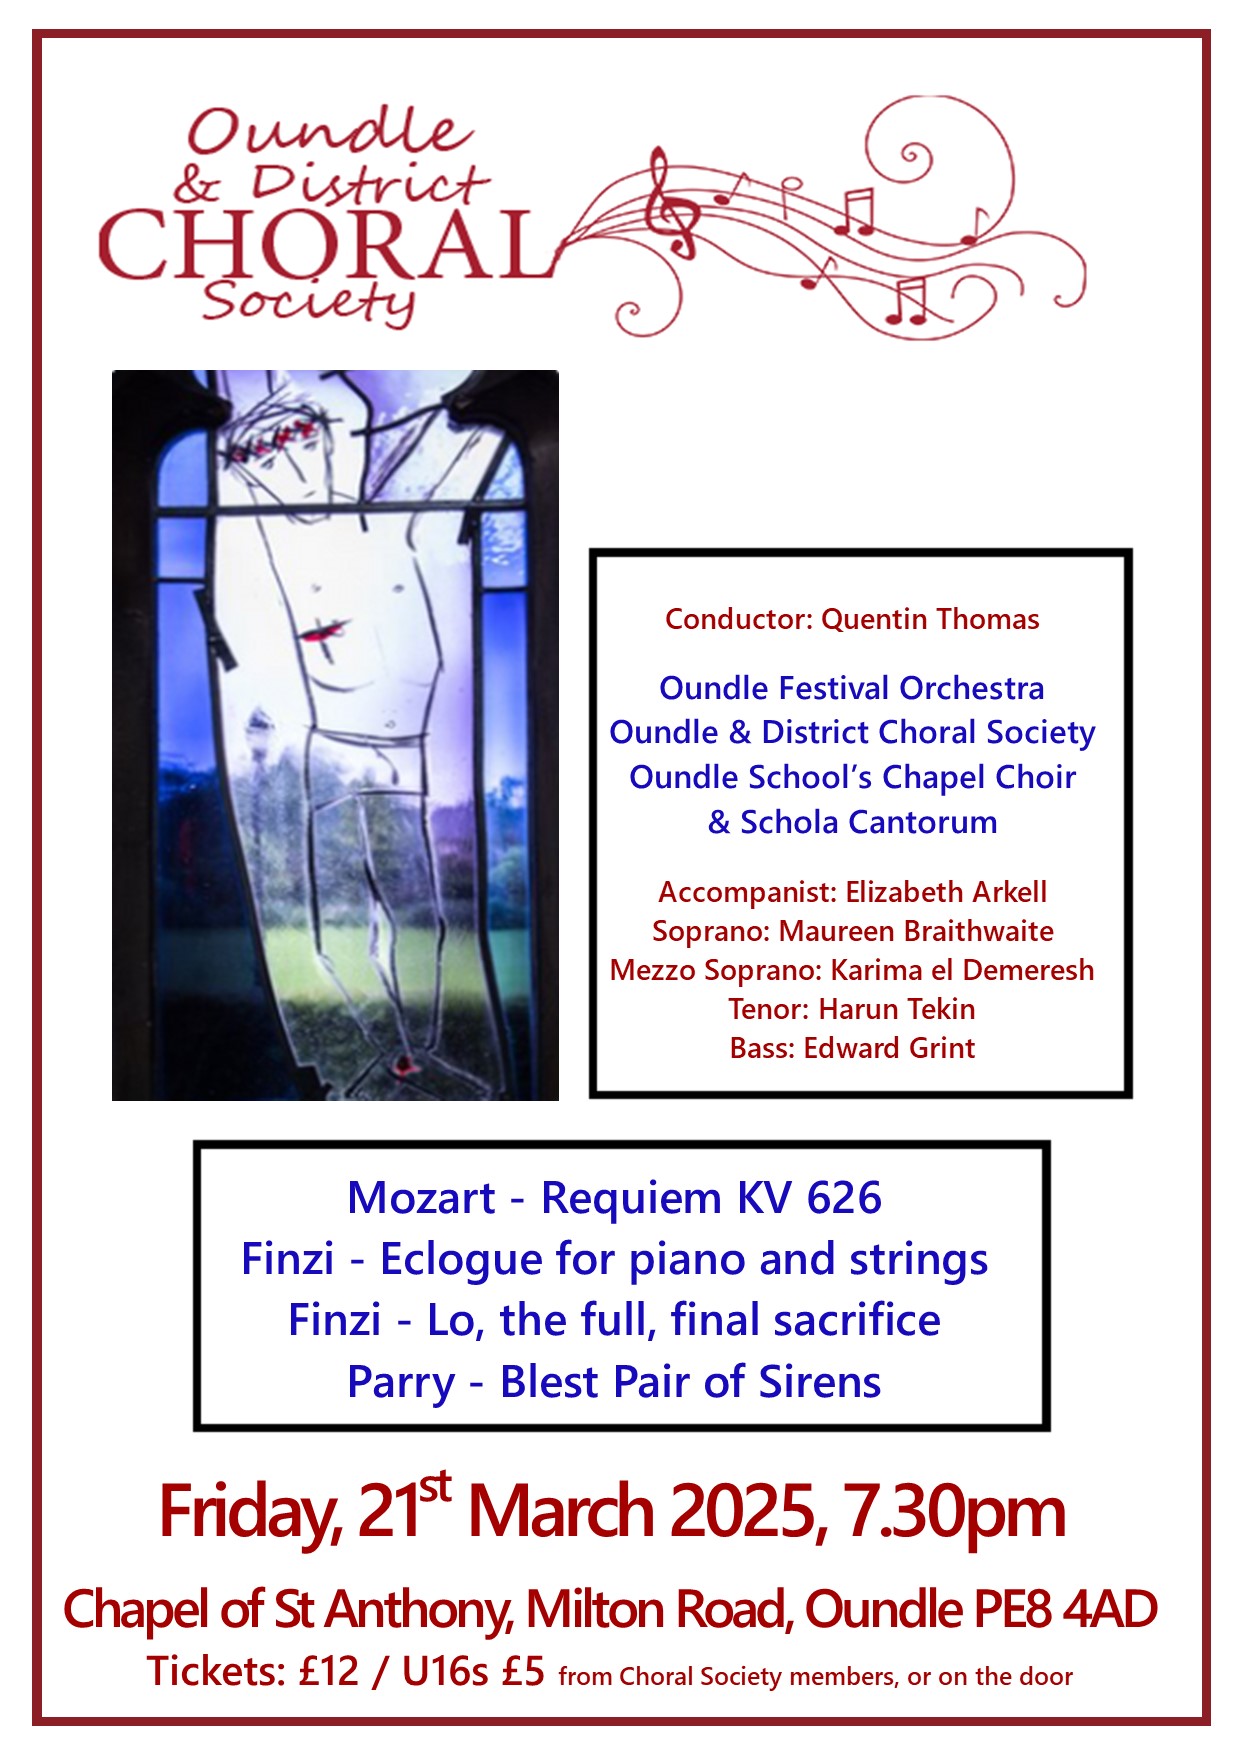 Oundle
& District
CHORAL
Society
Conductor: Quentin Thomas
Oundle Festival Orchestra
Oundle & District Choral Society
Oundle School’s Chapel Choir
& Schola Cantorum
Accompanist: Elizabeth Arkell
Soprano: Maureen Braithwaite
Mezzo Soprano: Karima el Demeresh
Tenor: Harun Tekin
Bass: Edward Grint
Mozart - Requiem KV 626
Finzi - Eclogue for piano and strings
Finzi - Lo, the full, final sacrifice
Parry - Blest Pair of Sirens
Friday, 21st March 2025, 7.30pm
Chapel of St Anthony, Milton Road, Oundle PE8 4AD
Tickets: £12 / U16s £5 from Choral Society members, or on the door